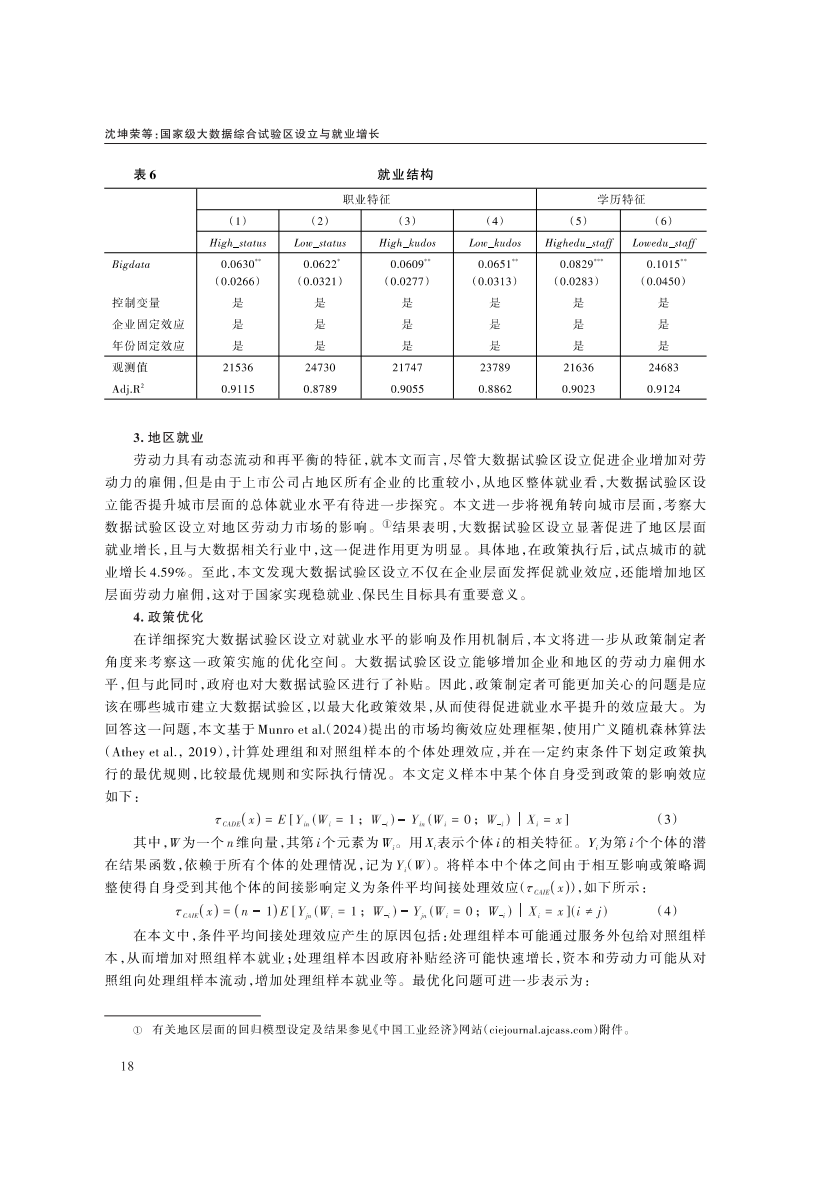 沈坤荣等:国家级大数据综合试验区设立与就业增长
表 6 就业结构
职业特征 学历特征
(1) (2) (3) (4) (5) (6)
High_status Low_status High_kudos Low_kudos Highedu_staff Lowedu_staff
Bigdata 0.0630** 0.0622* 0.0609** 0.0651** 0.0829*** 0.1015**
(0.0266) (0.0321) (0.0277) (0.0313) (0.0283) (0.0450)
控制变量 是 是 是 是 是 是
企业固定效应 是 是 是 是 是 是
年份固定效应 是 是 是 是 是 是
观测值 21536 24730 21747 23789 21636 24683
Adj.R² 0.9115 0.8789 0.9055 0.8862 0.9023 0.9124
3. 地区就业
劳动力具有动态流动和再平衡的特征,就本文而言,尽管大数据试验区设立促进企业增加对劳
动力的雇佣,但是由于上市公司占地区所有企业的比重较小,从地区整体就业看,大数据试验区设
立能否提升城市层面的总体就业水平有待进一步探究。本文进一步将视角转向城市层面,考察大
数据试验区设立对地区劳动力市场的影响。①结果表明,大数据试验区设立显著促进了地区层面
就业增长,且与大数据相关行业中,这一促进作用更为明显。具体地,在政策执行后,试点城市的就
业增长 4.59%。至此,本文发现大数据试验区设立不仅在企业层面发挥促就业效应,还能增加地区
层面劳动力雇佣,这对于国家实现稳就业、保民生目标具有重要意义。
4. 政策优化
在详细探究大数据试验区设立对就业水平的影响及作用机制后,本文将进一步从政策制定者
角度来考察这一政策实施的优化空间。大数据试验区设立能够增加企业和地区的劳动力雇佣水
平,但与此同时,政府也对大数据试验区进行了补贴。因此,政策制定者可能更加关心的问题是应
该在哪些城市建立大数据试验区,以最大化政策效果,从而使得促进就业水平提升的效应最大。为
回答这一问题,本文基于 Munro et al.(2024)提出的市场均衡效应处理框架,使用广义随机森林算法
(Athey et al., 2019),计算处理组和对照组样本的个体处理效应,并在一定约束条件下划定政策执
行的最优规则,比较最优规则和实际执行情况。本文定义样本中某个体自身受到政策的影响效应
如下:
τ_CADE(x) = E[Y_in(W_i = 1; W_-i) - Y_in(W_i = 0; W_-i) | X_i = x] (3)
其中,W为一个 n 维向量,其第 i 个元素为 W_i。用 X_i表示个体 i 的相关特征。Y_i为第 i 个个体的潜
在结果函数,依赖于所有个体的处理情况,记为 Y_i(W)。将样本中个体之间由于相互影响或策略调
整使得自身受到其他个体的间接影响定义为条件平均间接处理效应(τ_CAIE(x)),如下所示:
τ_CAIE(x) = (n - 1)E[Y_jn(W_i = 1; W_-i) - Y_jn(W_i = 0; W_-i) | X_i = x](i ≠ j) (4)
在本文中,条件平均间接处理效应产生的原因包括:处理组样本可能通过服务外包给对照组样
本,从而增加对照组样本就业;处理组样本因政府补贴经济可能快速增长,资本和劳动力可能从对
照组向处理组样本流动,增加处理组样本就业等。最优化问题可进一步表示为:
① 有关地区层面的回归模型设定及结果参见《中国工业经济》网站(ciejournal.ajcass.com)附件。
18